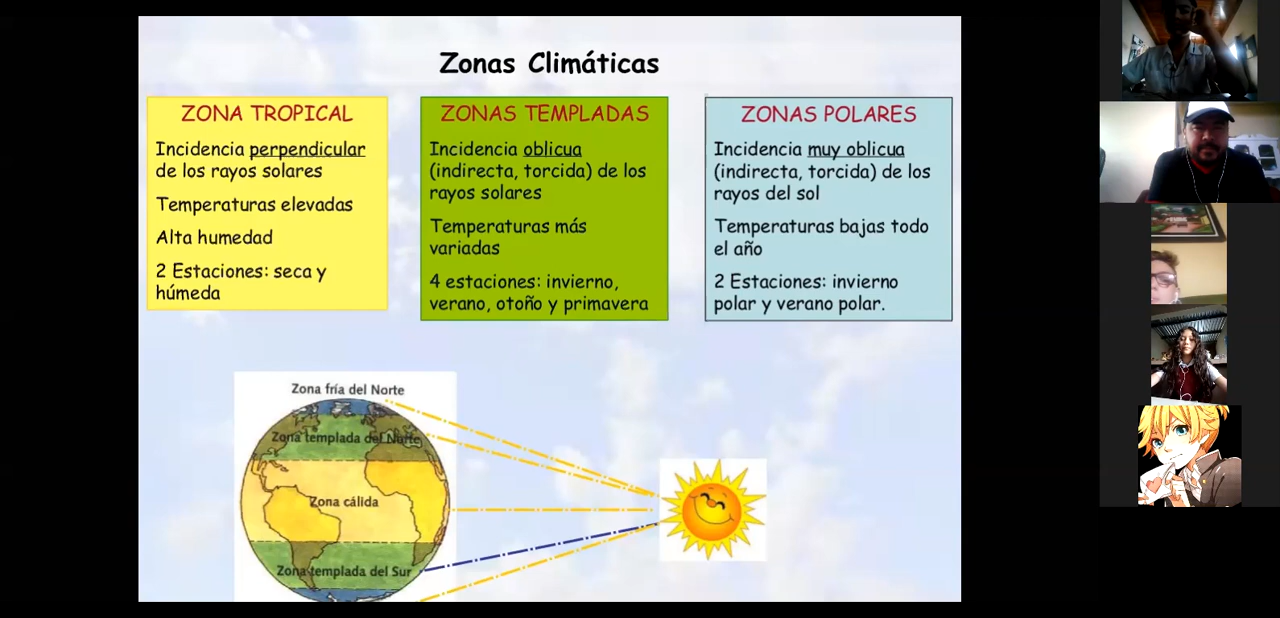 Zonas Climáticas
ZONA TROPICAL
Incidencia perpendicular
de los rayos solares
Temperaturas elevadas
Alta humedad
2 Estaciones: seca y
húmeda
ZONAS TEMPLADAS
Incidencia oblicua
(indirecta, torcida) de los
rayos solares
Temperaturas más
variadas
4 estaciones: invierno,
verano, otoño y primavera
ZONAS POLARES
Incidencia muy oblicua
(indirecta, torcida) de los
rayos del sol
Temperaturas bajas todo
el año
2 Estaciones: invierno
polar y verano polar.
Zona fría del Norte
Zona templada del Norte
Zona cálida
Zona templada del Sur